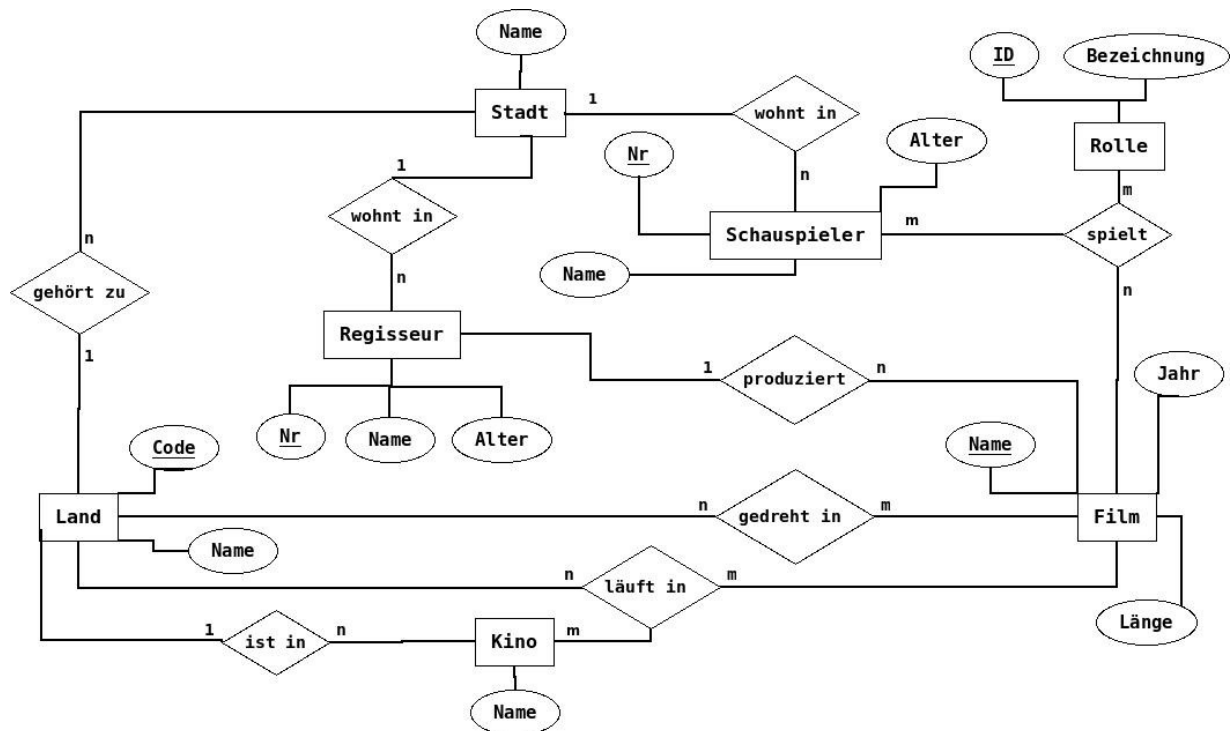 Name
ID
Bezeichnung
Stadt
1
wohnt in
Rolle
Nr
Alter
1
n
m
wohnt in
Schauspieler
m
spielt
n
Name
n
n
gehört zu
Regisseur
1
1
produziert
n
Jahr
Nr
Name
Alter
Code
Name
Land
n
gedreht in
m
Film
Name
n
läuft in
m
Länge
1
ist in
n
Kino
m
Name